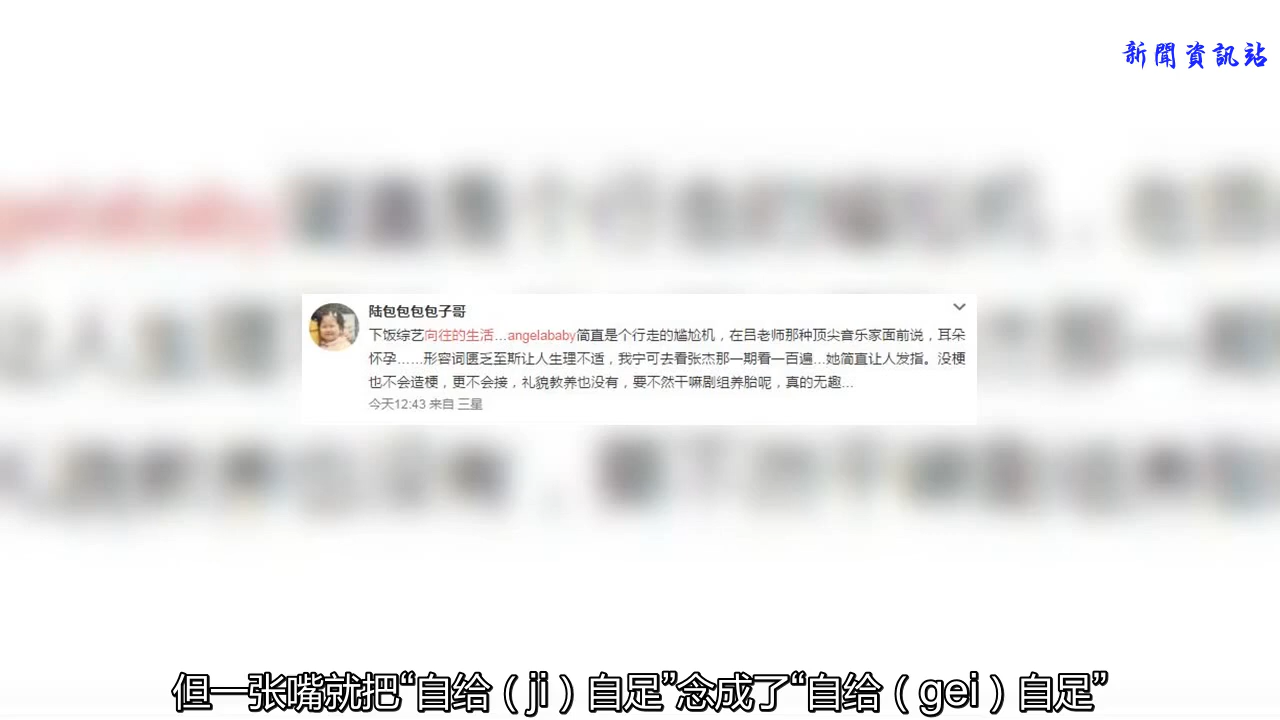 新聞資訊站
陆包包包包子哥
下饭综艺向往的生活...angelababy简直是个行走的尴尬机，在吕老师那种顶尖音乐家面前说，耳朵
怀孕……形容词匮乏至斯让人生理不适，我宁可去看张杰那一期看一百遍...她简直让人发指。没梗
也不会造梗，更不会接，礼貌教养也没有，要不然干嘛剧组养胎呢，真的无趣...
今天12:43 来自 三星
但一张嘴就把“自给（ji）自足”念成了“自给（gei）自足”